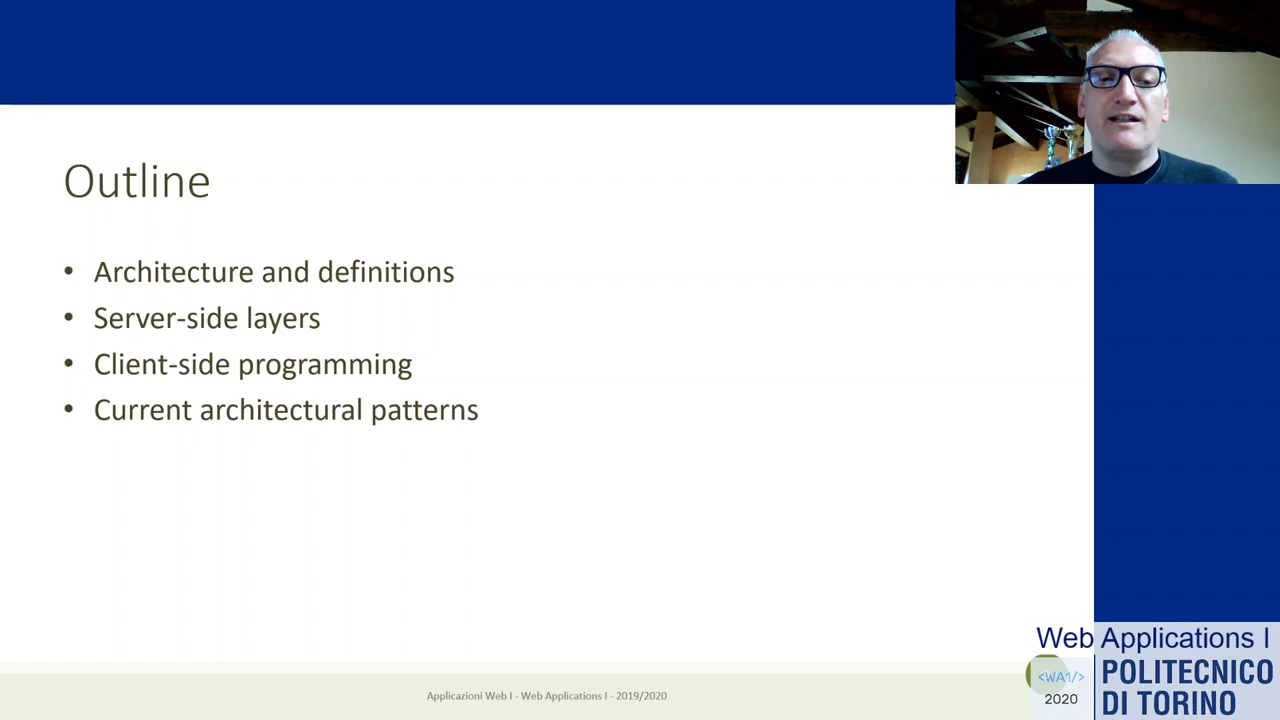 Outline
• Architecture and definitions
• Server-side layers
• Client-side programming
• Current architectural patterns
Applicazioni Web I - Web Applications I - 2019/2020
Web Applications I
<WA1/>
2020
POLITECNICO
DI TORINO